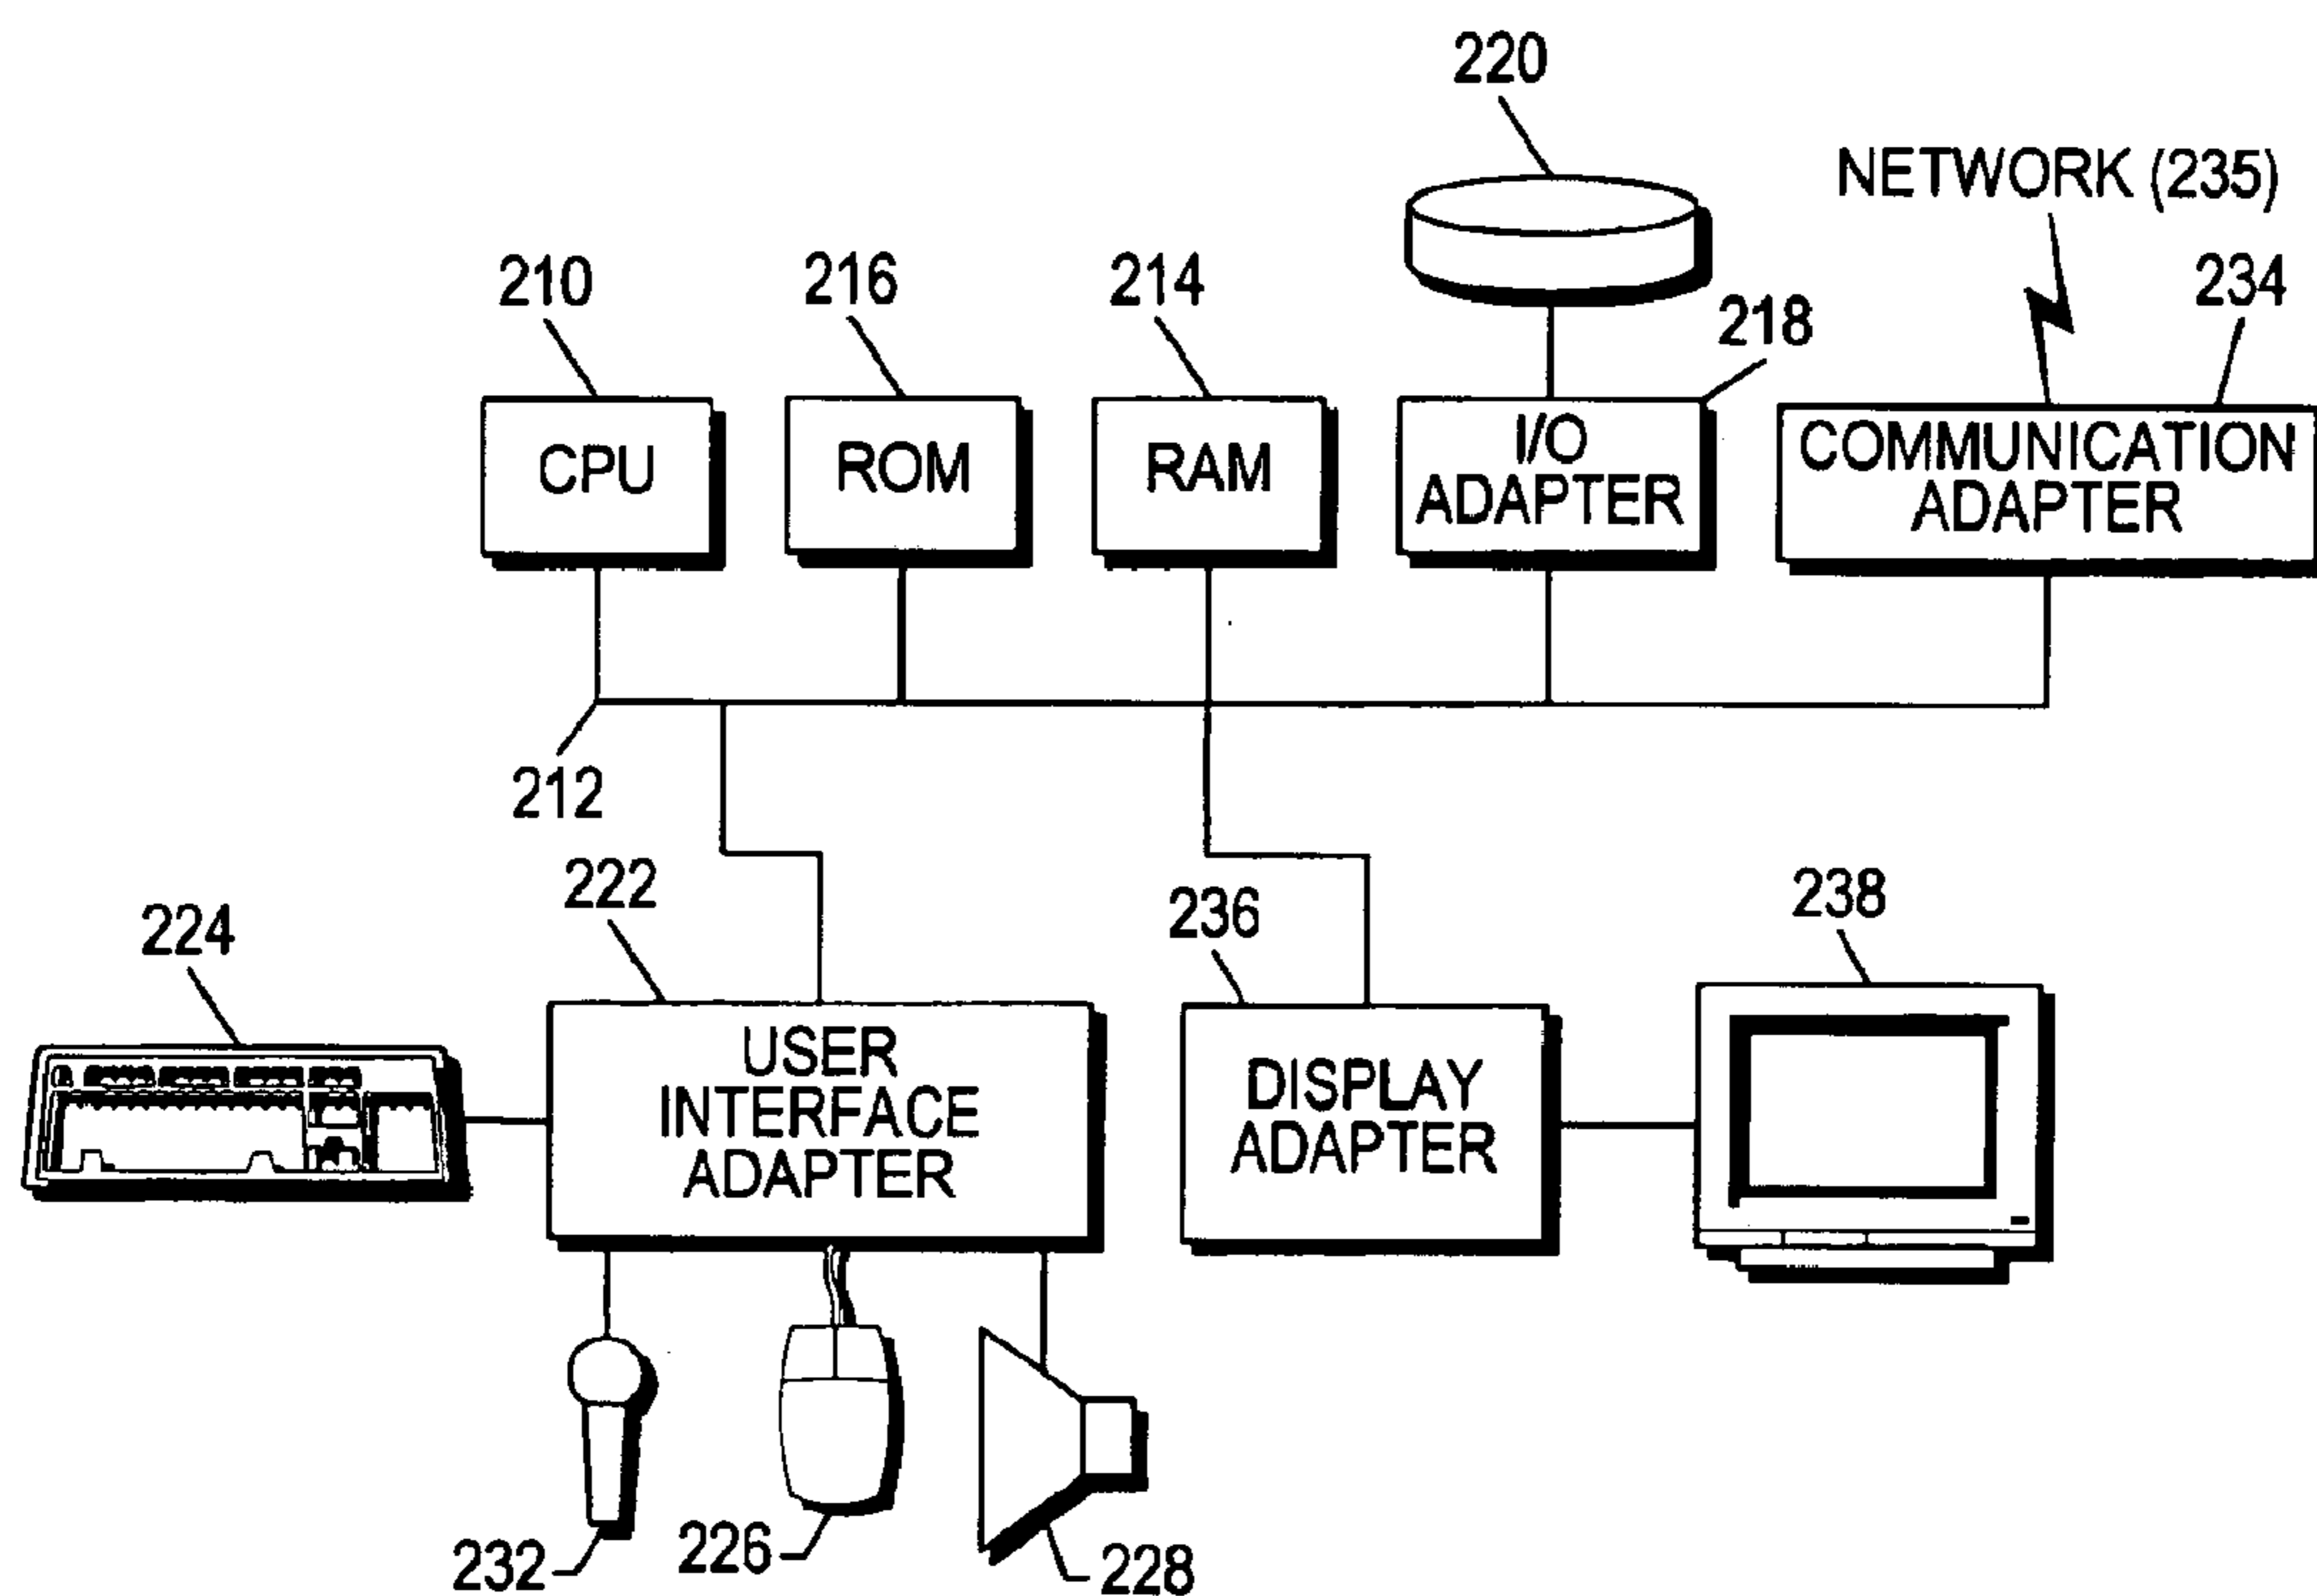 220
NETWORK (235)
210
216
214
218
234
CPU
ROM
RAM
I/O
ADAPTER
COMMUNICATION
ADAPTER
212
222
236
238
224
USER
INTERFACE
ADAPTER
DISPLAY
ADAPTER
232
226
228